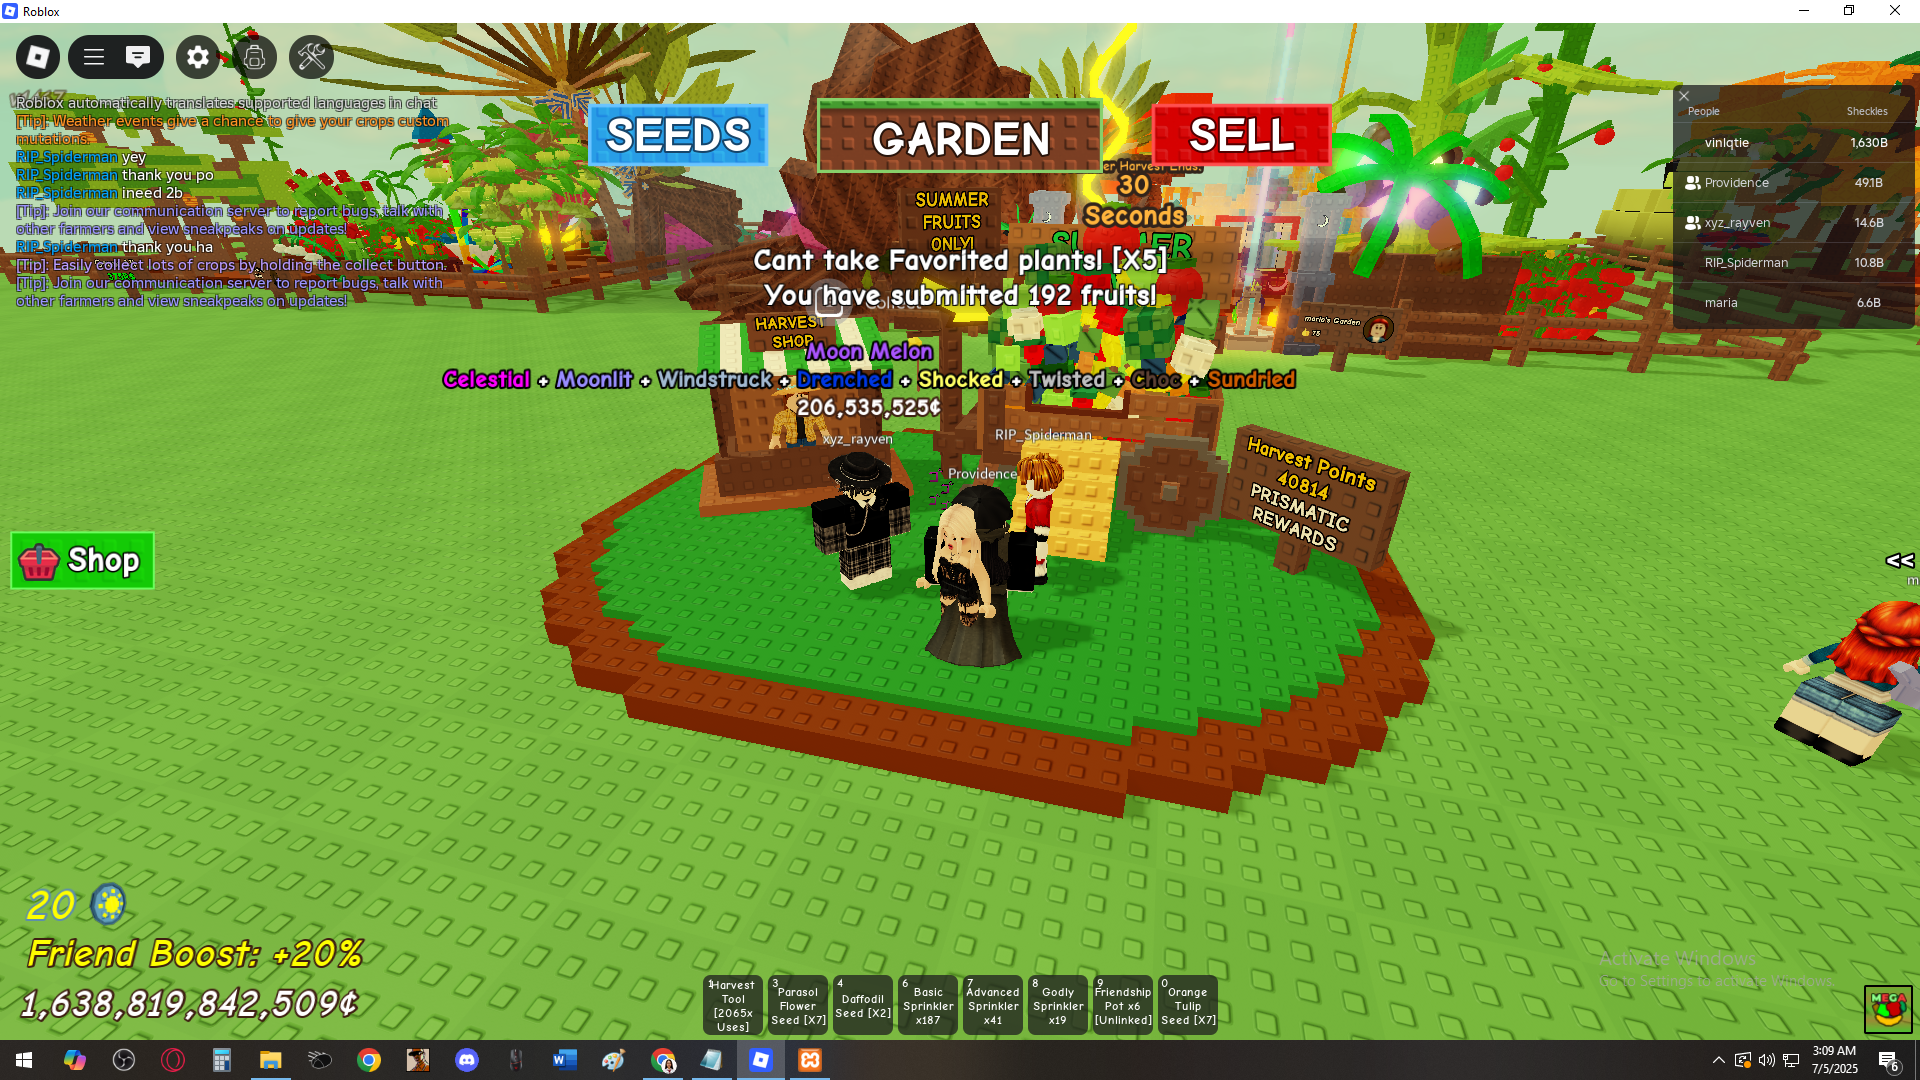 Roblox
Roblox automatically translates supported languages in chat
[Tip]: Weather events give a chance to give your crops custom
mutations.
RIP_Spiderman yey
RIP_Spiderman thank you po
RIP_Spiderman ineed 2b
[Tip]: Join our communication server to report bugs, talk with
other farmers and view sneakpeaks on updates!
RIP_Spiderman thank you ha
[Tip]: Easily collect lots of crops by holding the collect button.
[Tip]: Join our communication server to report bugs, talk with
other farmers and view sneakpeaks on updates!
SEEDS
GARDEN
SELL
er Harvest Ends:
30
Seconds
SUMMER
FRUITS
ONLY!
SUMMER
Cant take Favorited plants! [X5]
You have submitted 192 fruits!
HARVEST
SHOP
Moon Melon
Celestial + Moonlit + Windstruck + Drenched + Shocked + Twisted + Choc + Sundried
206,535,525¢
xyz_rayven
RIP_Spiderman
Providence
Harvest Points
40814
PRISMATIC
REWARDS
maria's Garden
75
People Sheckles
vinlqtie 1,630B
Providence 49.1B
xyz_rayven 14.6B
RIP_Spiderman 10.8B
maria 6.6B
<<
m
Shop
20
Friend Boost: +20%
1,638,819,842,509¢
1 Harvest Tool [2065x Uses]
3 Parasol Flower Seed [X7]
4 Daffodil Seed [X2]
6 Basic Sprinkler x187
7 Advanced Sprinkler x41
8 Godly Sprinkler x19
9 Friendship Pot x6 [Unlinked]
0 Orange Tulip Seed [X7]
Activate Windows
Go to Settings to activate Windows.
MEGA
3:09 AM
7/5/2025
6